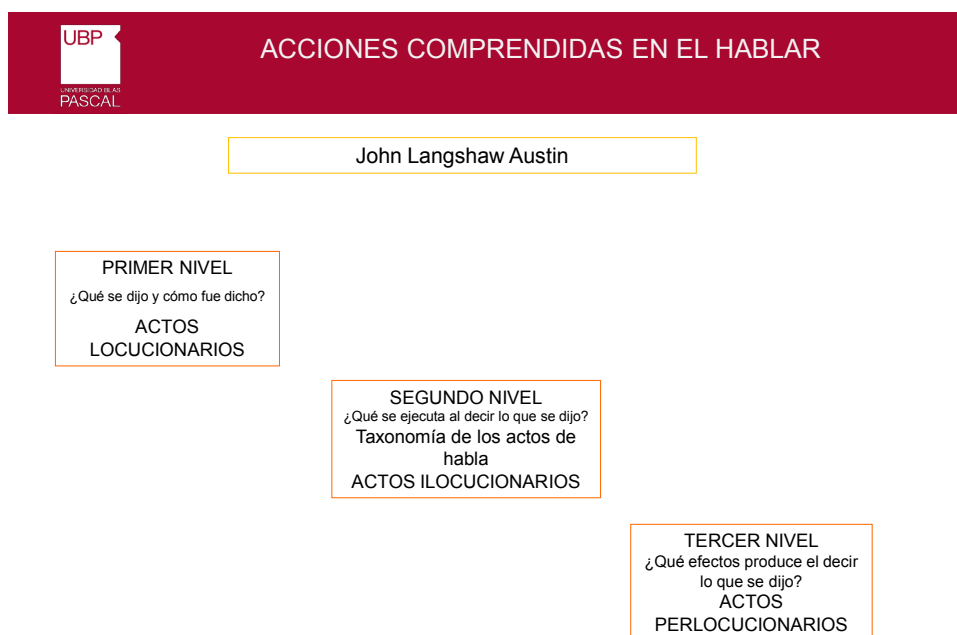 UBP
UNIVERSIDAD BLAS
PASCAL
ACCIONES COMPRENDIDAS EN EL HABLAR
John Langshaw Austin
PRIMER NIVEL
¿Qué se dijo y cómo fue dicho?
ACTOS
LOCUCIONARIOS
SEGUNDO NIVEL
¿Qué se ejecuta al decir lo que se dijo?
Taxonomía de los actos de
habla
ACTOS ILOCUCIONARIOS
TERCER NIVEL
¿Qué efectos produce el decir
lo que se dijo?
ACTOS
PERLOCUCIONARIOS